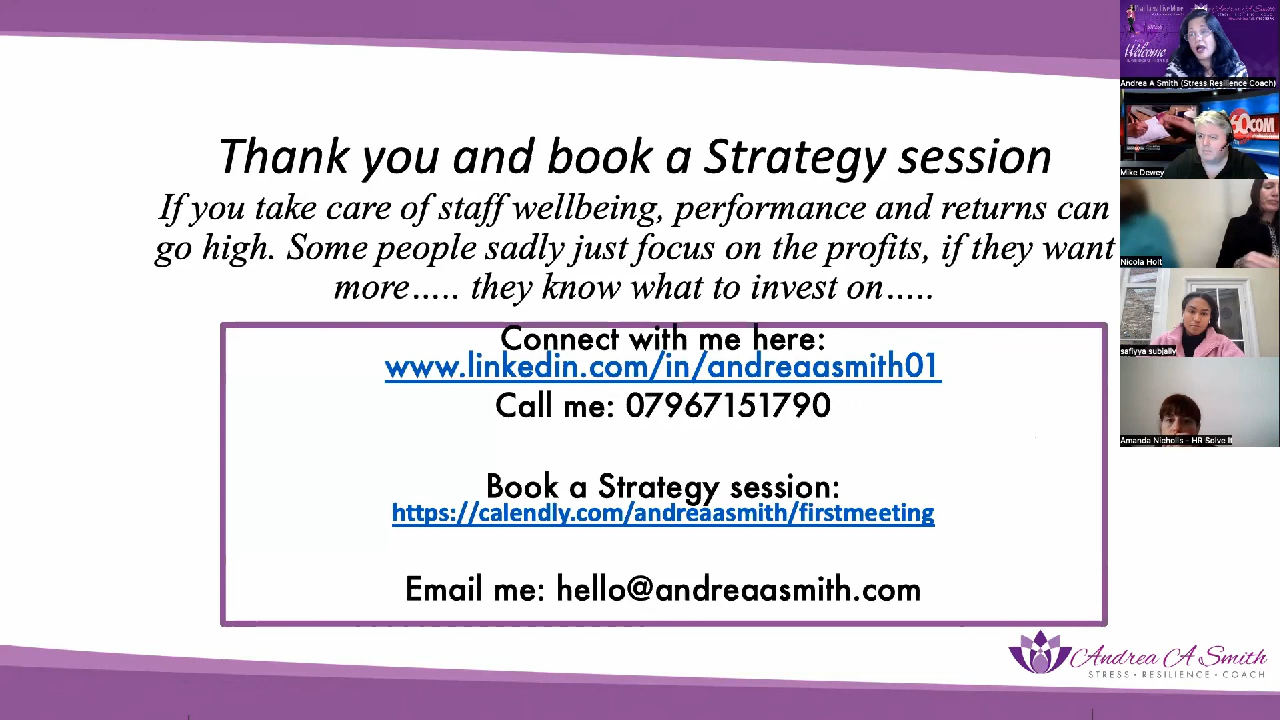 Thank you and book a Strategy session
If you take care of staff wellbeing, performance and returns can
go high. Some people sadly just focus on the profits, if they want
more….. they know what to invest on…..
Connect with me here:
www.linkedin.com/in/andreaasmith01
Call me: 07967151790
Book a Strategy session:
https://calendly.com/andreaasmith/firstmeeting
Email me: hello@andreaasmith.com
Andrea A Smith
STRESS • RESILIENCE • COACH
Andrea A Smith
Welcome
Andrea A Smith (Stress Resilience Coach)
Mike Dewey
Nicola Holt
safiyya subjally
Amanda Nicholls - HR Solve It